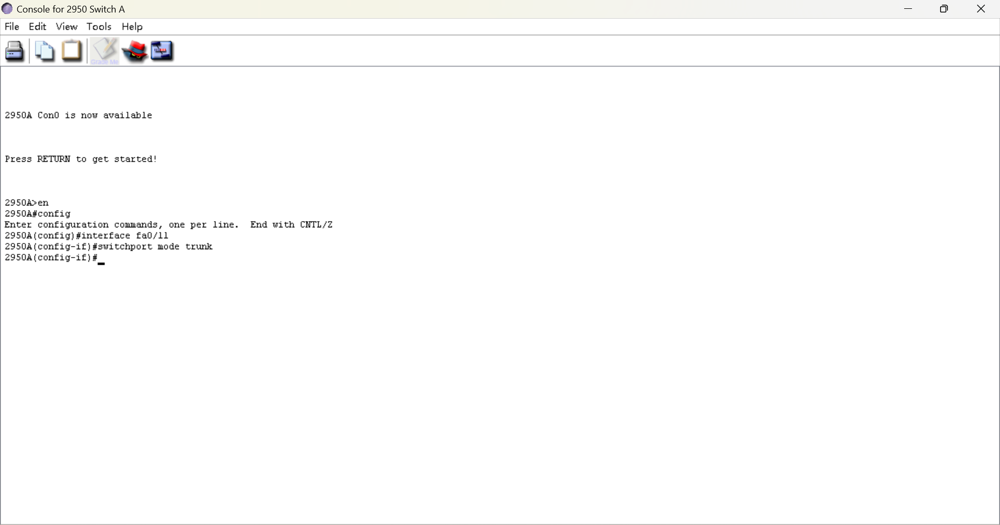 Console for 2950 Switch A
File Edit View Tools Help
Grade Me
2950A Con0 is now available
Press RETURN to get started!
2950A>en
2950A#config
Enter configuration commands, one per line.  End with CNTL/Z
2950A(config)#interface fa0/11
2950A(config-if)#switchport mode trunk
2950A(config-if)#